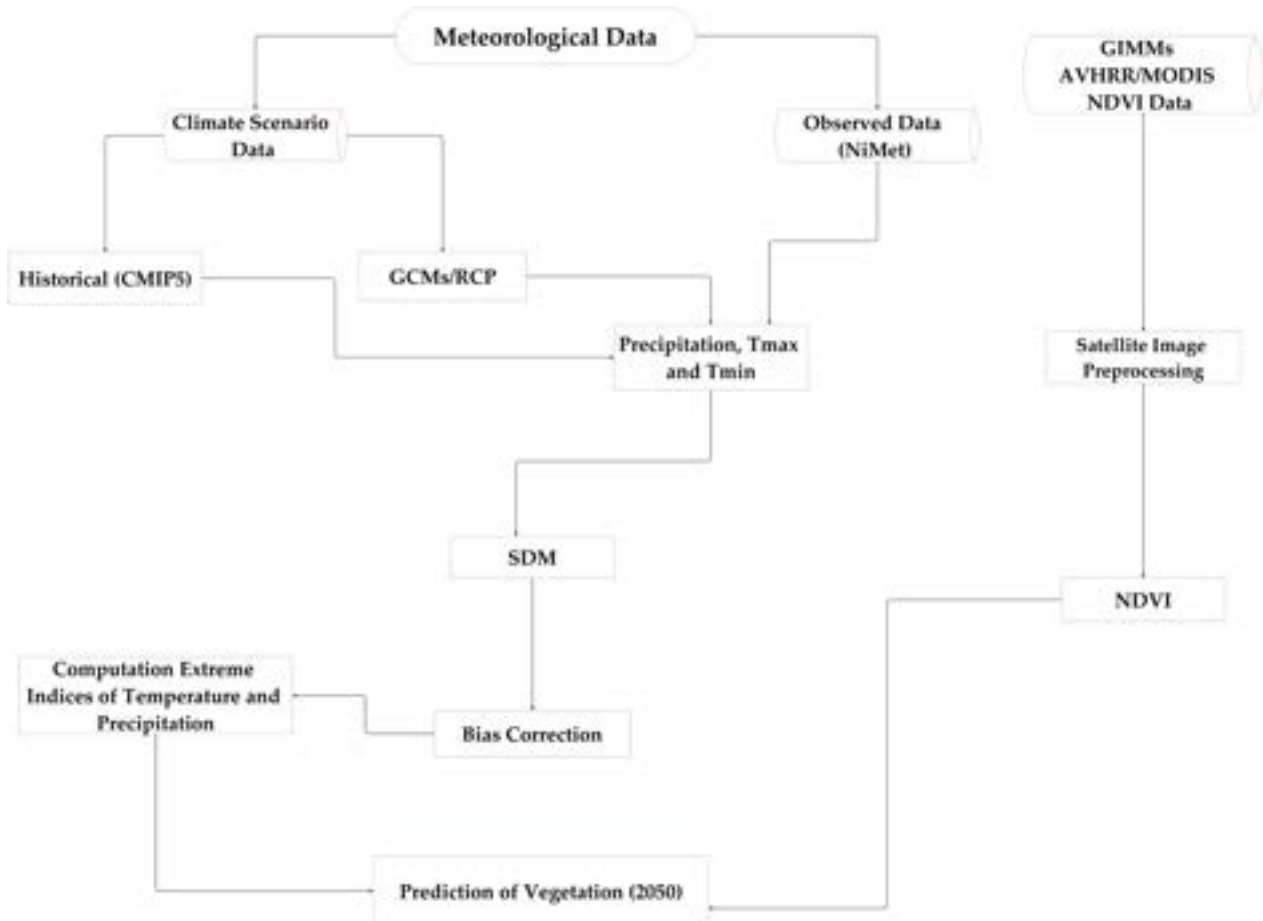 Meteorological Data
GIMMs
AVHRR/MODIS
NDVI Data
Climate Scenario
Data
Observed Data
(NiMet)
Historical (CMIP5)
GCMs/RCP
Precipitation, Tmax
and Tmin
Satellite Image
Preprocessing
SDM
NDVI
Computation Extreme
Indices of Temperature and
Precipitation
Bias Correction
Prediction of Vegetation (2050)